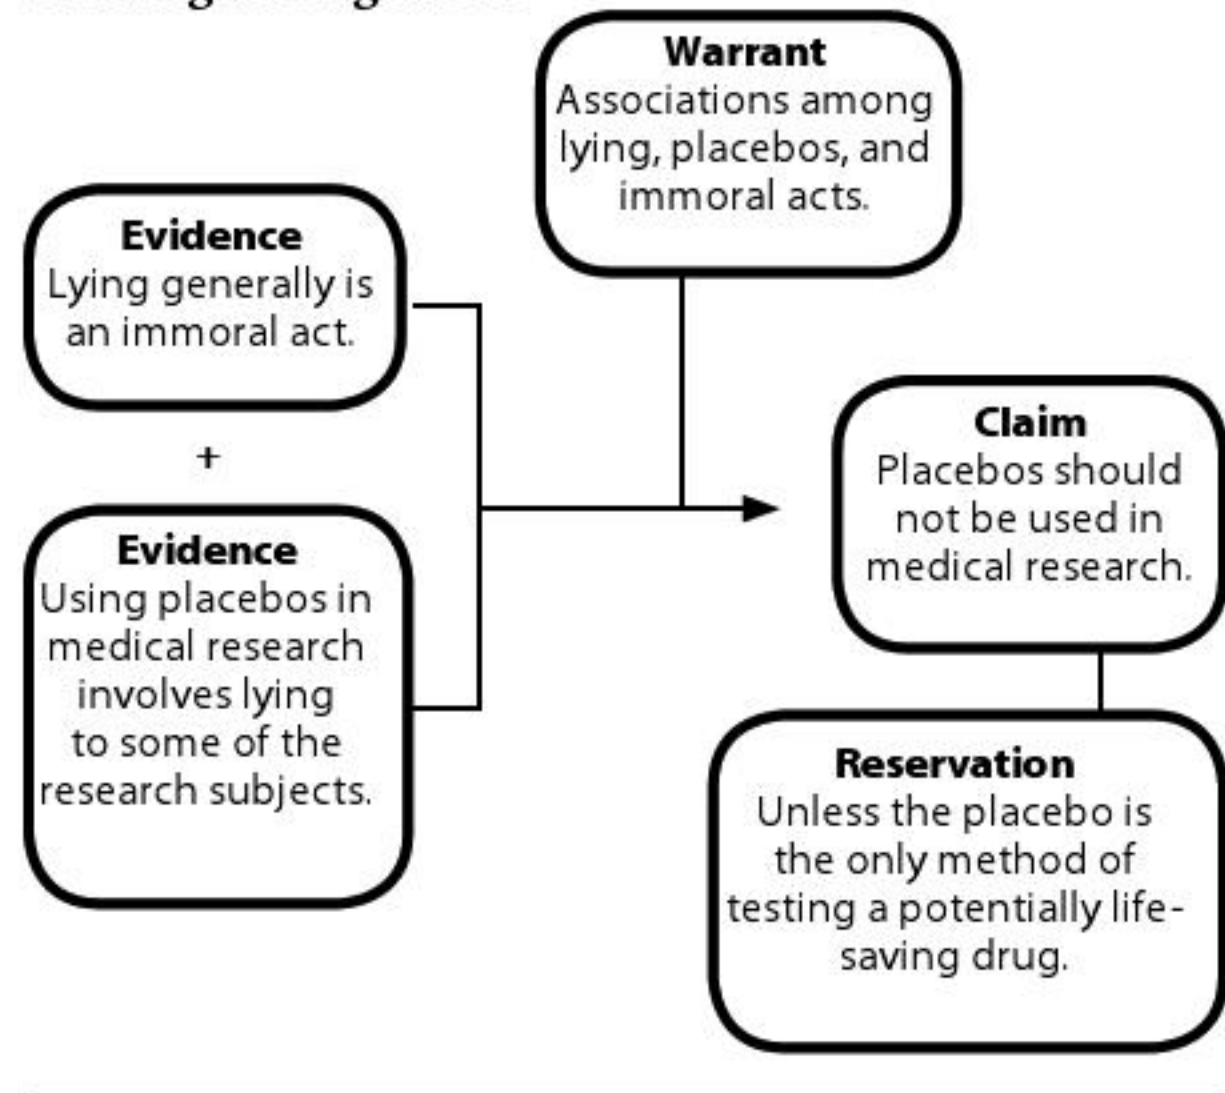 Warrant
Associations among
lying, placebos, and
immoral acts.
Evidence
Lying generally is
an immoral act.
+
Evidence
Using placebos in
medical research
involves lying
to some of the
research subjects.
Claim
Placebos should
not be used in
medical research.
Reservation
Unless the placebo is
the only method of
testing a potentially life-
saving drug.